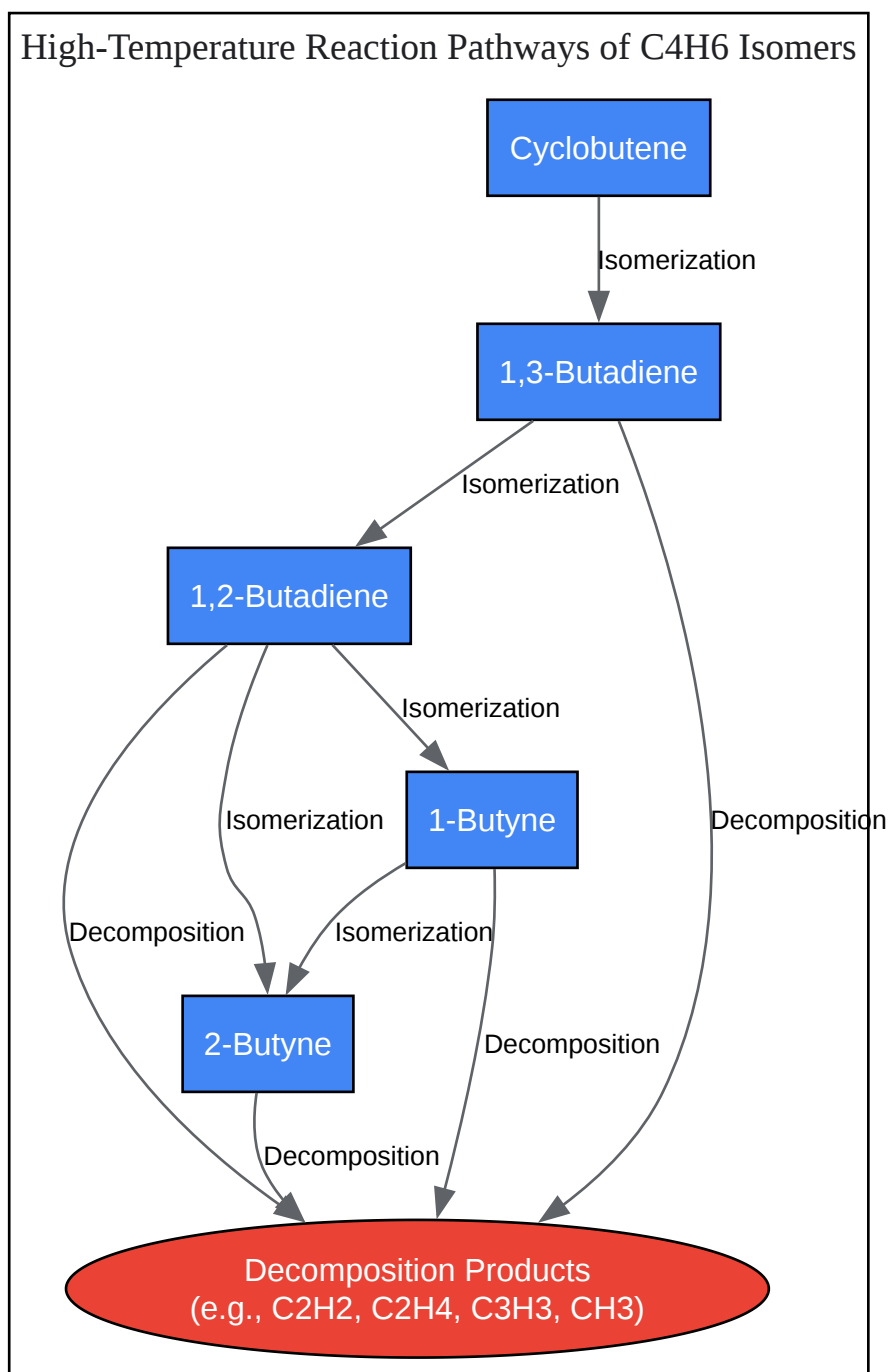 High-Temperature Reaction Pathways of C4H6 Isomers
Cyclobutene
Isomerization
1,3-Butadiene
Isomerization
1,2-Butadiene
Isomerization
1-Butyne
Isomerization
Decomposition
Decomposition
Isomerization
2-Butyne
Decomposition
Decomposition
Decomposition Products
(e.g., C2H2, C2H4, C3H3, CH3)